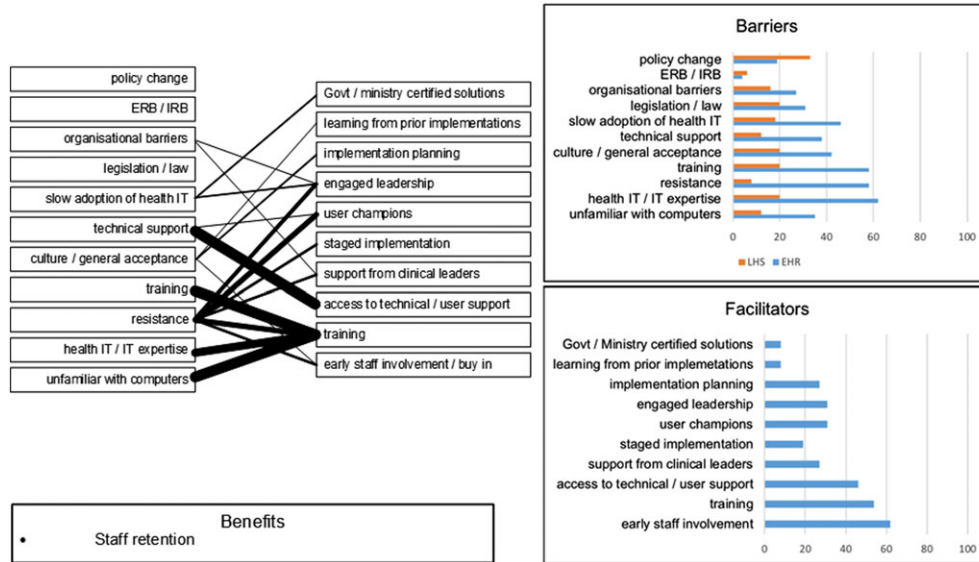 policy change
ERB / IRB
organisational barriers
legislation / law
slow adoption of health IT
technical support
culture / general acceptance
training
resistance
health IT / IT expertise
unfamiliar with computers
Govt / ministry certified solutions
learning from prior implementations
implementation planning
engaged leadership
user champions
staged implementation
support from clinical leaders
access to technical / user support
training
early staff involvement / buy in
Benefits
• Staff retention
Barriers
policy change
ERB / IRB
organisational barriers
legislation / law
slow adoption of health IT
technical support
culture / general acceptance
training
resistance
health IT / IT expertise
unfamiliar with computers
0 20 40 60 80 100
LHS EHR
Facilitators
Govt / Ministry certified solutions
learning from prior implemetations
implementation planning
engaged leadership
user champions
staged implementation
support from clinical leaders
access to technical / user support
training
early staff involvement
0 20 40 60 80 100